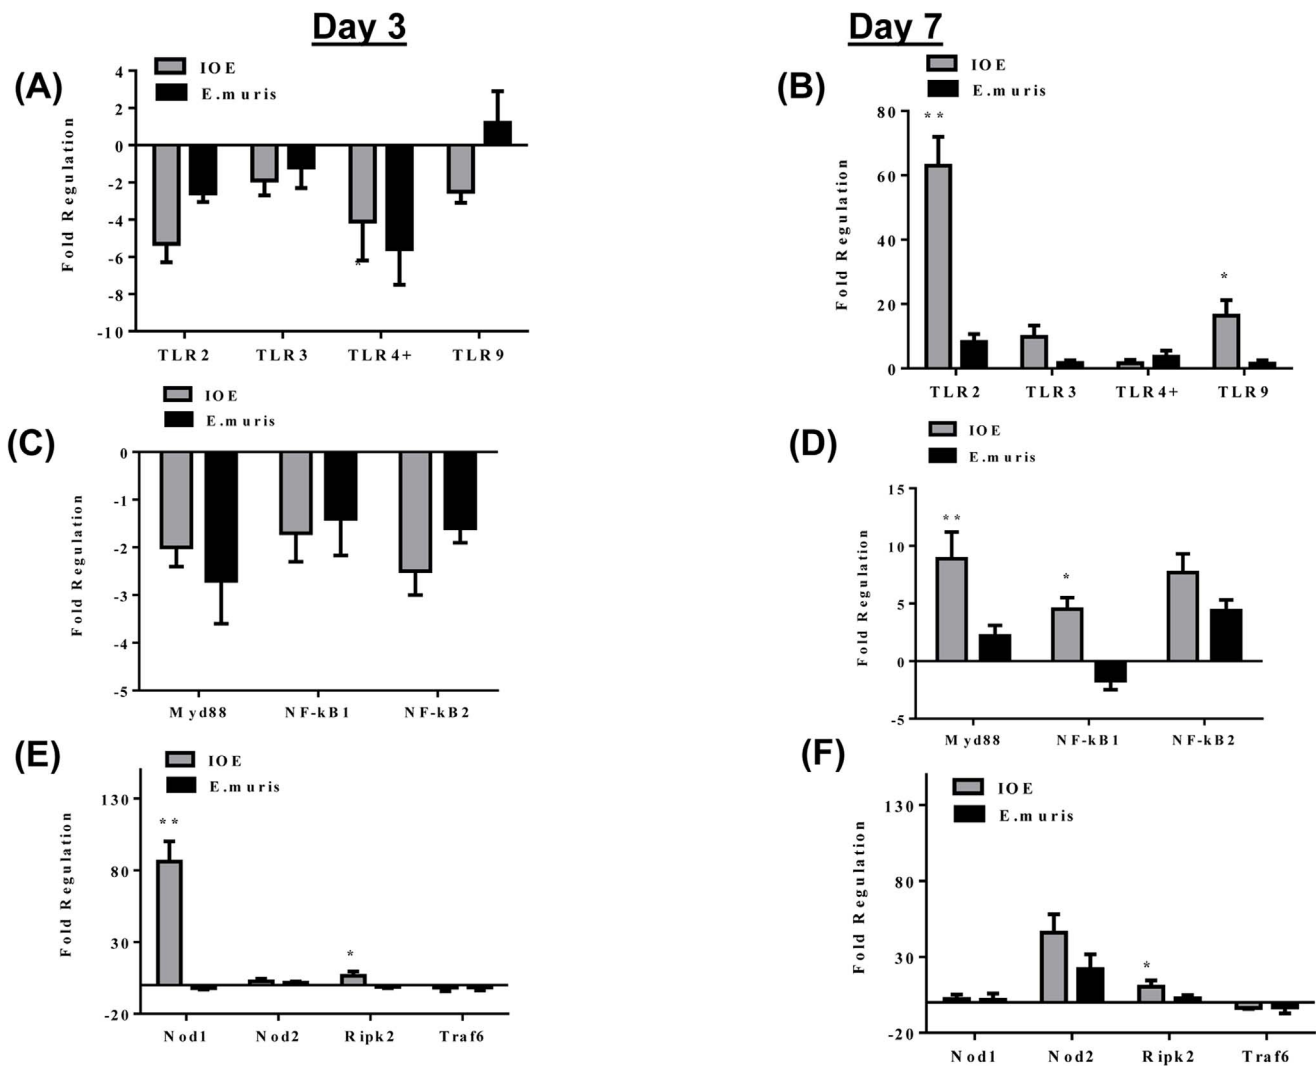 Day 3
Day 7
(A)
IOE
E.muris
Fold Regulation
4
2
0
-2
-4
-6
-8
-10
*
TLR2 TLR3 TLR4+ TLR9
(B)
IOE
E.muris
Fold Regulation
80
60
40
20
0
**
*
TLR2 TLR3 TLR4+ TLR9
(C)
IOE
E.muris
Fold Regulation
0
-1
-2
-3
-4
-5
Myd88 NF-kB1 NF-kB2
(D)
IOE
E.muris
Fold Regulation
15
10
5
0
-5
**
*
Myd88 NF-kB1 NF-kB2
(E)
IOE
E.muris
Fold Regulation
130
80
30
-20
**
*
Nod1 Nod2 Ripk2 Traf6
(F)
IOE
E.muris
Fold Regulation
130
80
30
-20
*
Nod1 Nod2 Ripk2 Traf6